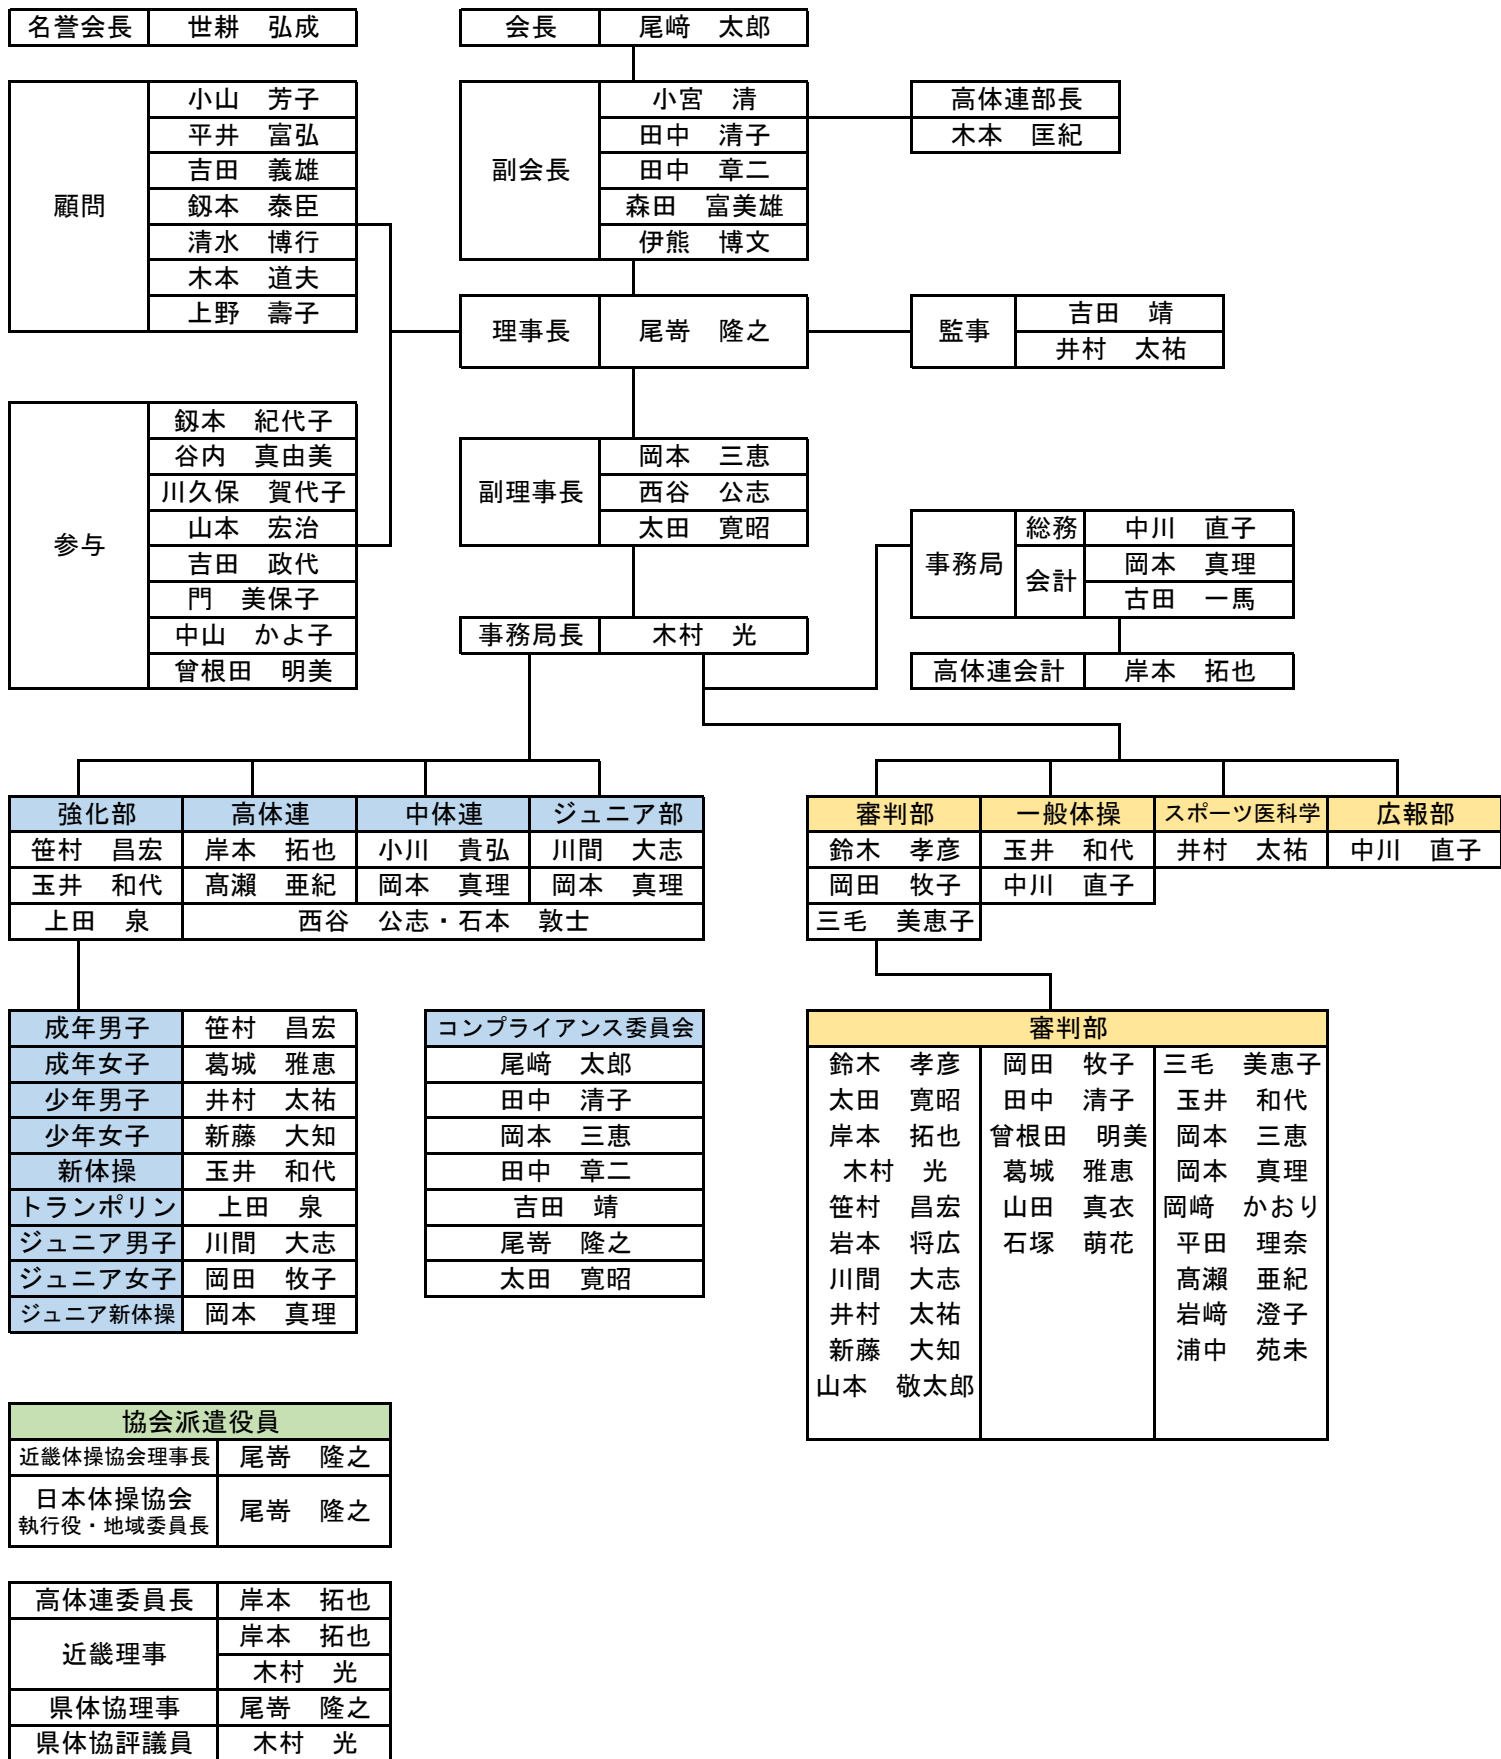 名誉会長　世耕　弘成
会長　尾﨑　太郎
顧問
小山　芳子
平井　富弘
吉田　義雄
釼本　泰臣
清水　博行
木本　道夫
上野　壽子
副会長
小宮　清
田中　清子
田中　章二
森田　富美雄
伊熊　博文
高体連部長
木本　匡紀
理事長　尾嵜　隆之
監事
吉田　靖
井村　太祐
参与
釼本　紀代子
谷内　真由美
川久保　賀代子
山本　宏治
吉田　政代
門　美保子
中山　かよ子
曾根田　明美
副理事長
岡本　三恵
西谷　公志
太田　寛昭
事務局
総務　中川　直子
会計
岡本　真理
古田　一馬
事務局長　木村　光
高体連会計　岸本　拓也
強化部　高体連　中体連　ジュニア部
笹村　昌宏　岸本　拓也　小川　貴弘　川間　大志
玉井　和代　髙瀨　亜紀　岡本　真理　岡本　真理
上田　泉　西谷　公志・石本　敦士
審判部　一般体操　スポーツ医科学　広報部
鈴木　孝彦　玉井　和代　井村　太祐　中川　直子
岡田　牧子　中川　直子
三毛　美恵子
成年男子　笹村　昌宏
成年女子　葛城　雅恵
少年男子　井村　太祐
少年女子　新藤　大知
新体操　玉井　和代
トランポリン　上田　泉
ジュニア男子　川間　大志
ジュニア女子　岡田　牧子
ジュニア新体操　岡本　真理
コンプライアンス委員会
尾﨑　太郎
田中　清子
岡本　三恵
田中　章二
吉田　靖
尾嵜　隆之
太田　寛昭
審判部
鈴木　孝彦　岡田　牧子　三毛　美恵子
太田　寛昭　田中　清子　玉井　和代
岸本　拓也　曾根田　明美　岡本　三恵
木村　光　葛城　雅恵　岡本　真理
笹村　昌宏　山田　真衣　岡﨑　かおり
岩本　将広　石塚　萌花　平田　理奈
川間　大志　髙瀨　亜紀
井村　太祐　岩﨑　澄子
新藤　大知　浦中　苑未
山本　敬太郎
協会派遣役員
近畿体操協会理事長　尾嵜　隆之
日本体操協会
執行役・地域委員長　尾嵜　隆之
高体連委員長　岸本　拓也
近畿理事
岸本　拓也
木村　光
県体協理事　尾嵜　隆之
県体協評議員　木村　光